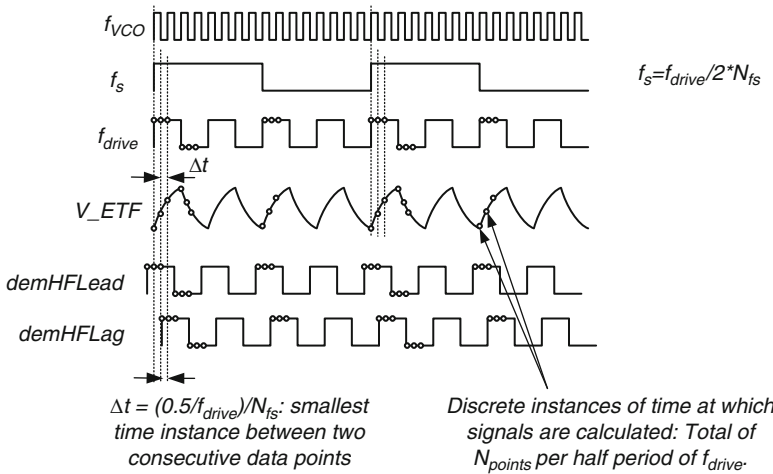 f_VCO
f_s
f_s=f_drive/2*N_fs
f_drive
Δt
V_ETF
demHFLead
demHFLag
Δt = (0.5/f_drive)/N_fs: smallest
time instance between two
consecutive data points
Discrete instances of time at which
signals are calculated: Total of
N_points per half period of f_drive.